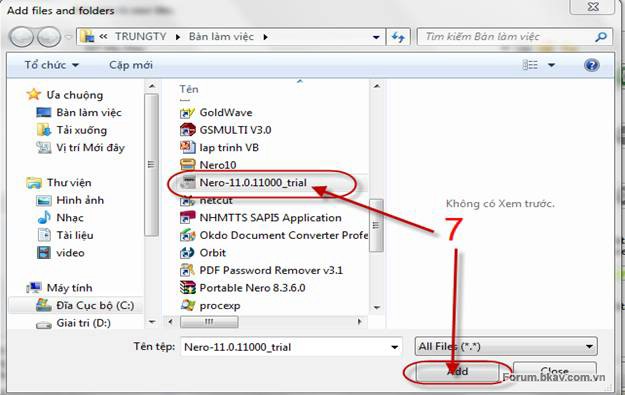 Add files and folders
TRUNGTY
Bàn làm việc
Tìm kiếm Bàn làm việc
Tổ chức
Cặp mới
Ưa chuộng
Bàn làm việc
Tải xuống
Vị trí Mới đây
Thư viện
Hình ảnh
Nhạc
Tài liệu
video
Máy tính
Đĩa Cục bộ (C:)
Giai tri (D:)
Tên
GoldWave
GSMULTI V3.0
lap trinh VB
Nero10
Nero-11.0.11000_trial
netcut
NHMTTS SAPI5 Application
Okdo Document Converter Profe
Orbit
PDF Password Remover v3.1
Portable Nero 8.3.6.0
procexp
Không có Xem trước.
7
Tên tệp:
Nero-11.0.11000_trial
All Files (*.*)
Add
Close
Forum.bkav.com.vn